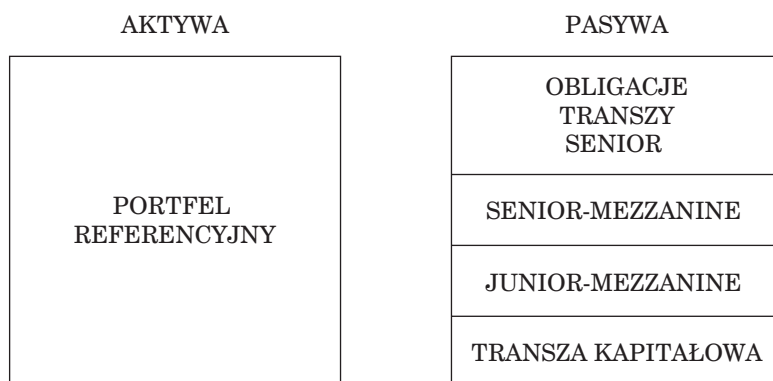 AKTYWA
PORTFEL
REFERENCYJNY
PASYWA
OBLIGACJE
TRANSZY
SENIOR
SENIOR-MEZZANINE
JUNIOR-MEZZANINE
TRANSZA KAPITAŁOWA